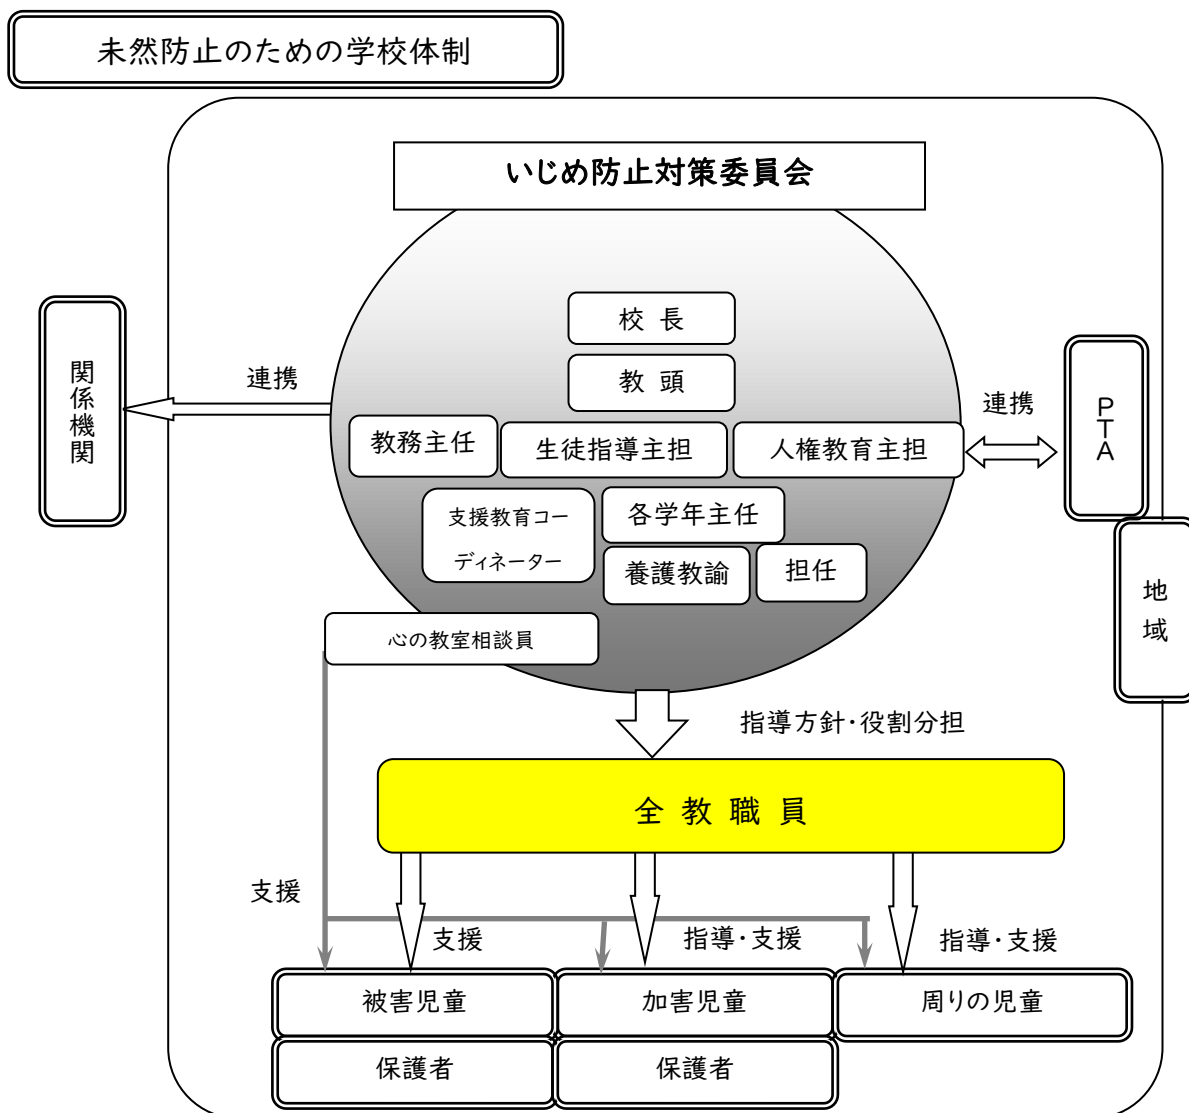 未然防止のための学校体制
いじめ防止対策委員会
校 長
教 頭
関係機関
連携
連携
PTA
教務主任
生徒指導主担
人権教育主担
支援教育コー
ディネーター
各学年主任
養護教諭
担任
地域
心の教室相談員
指導方針・役割分担
全 教 職 員
支援
支援
指導・支援
指導・支援
被害児童
加害児童
周りの児童
保護者
保護者